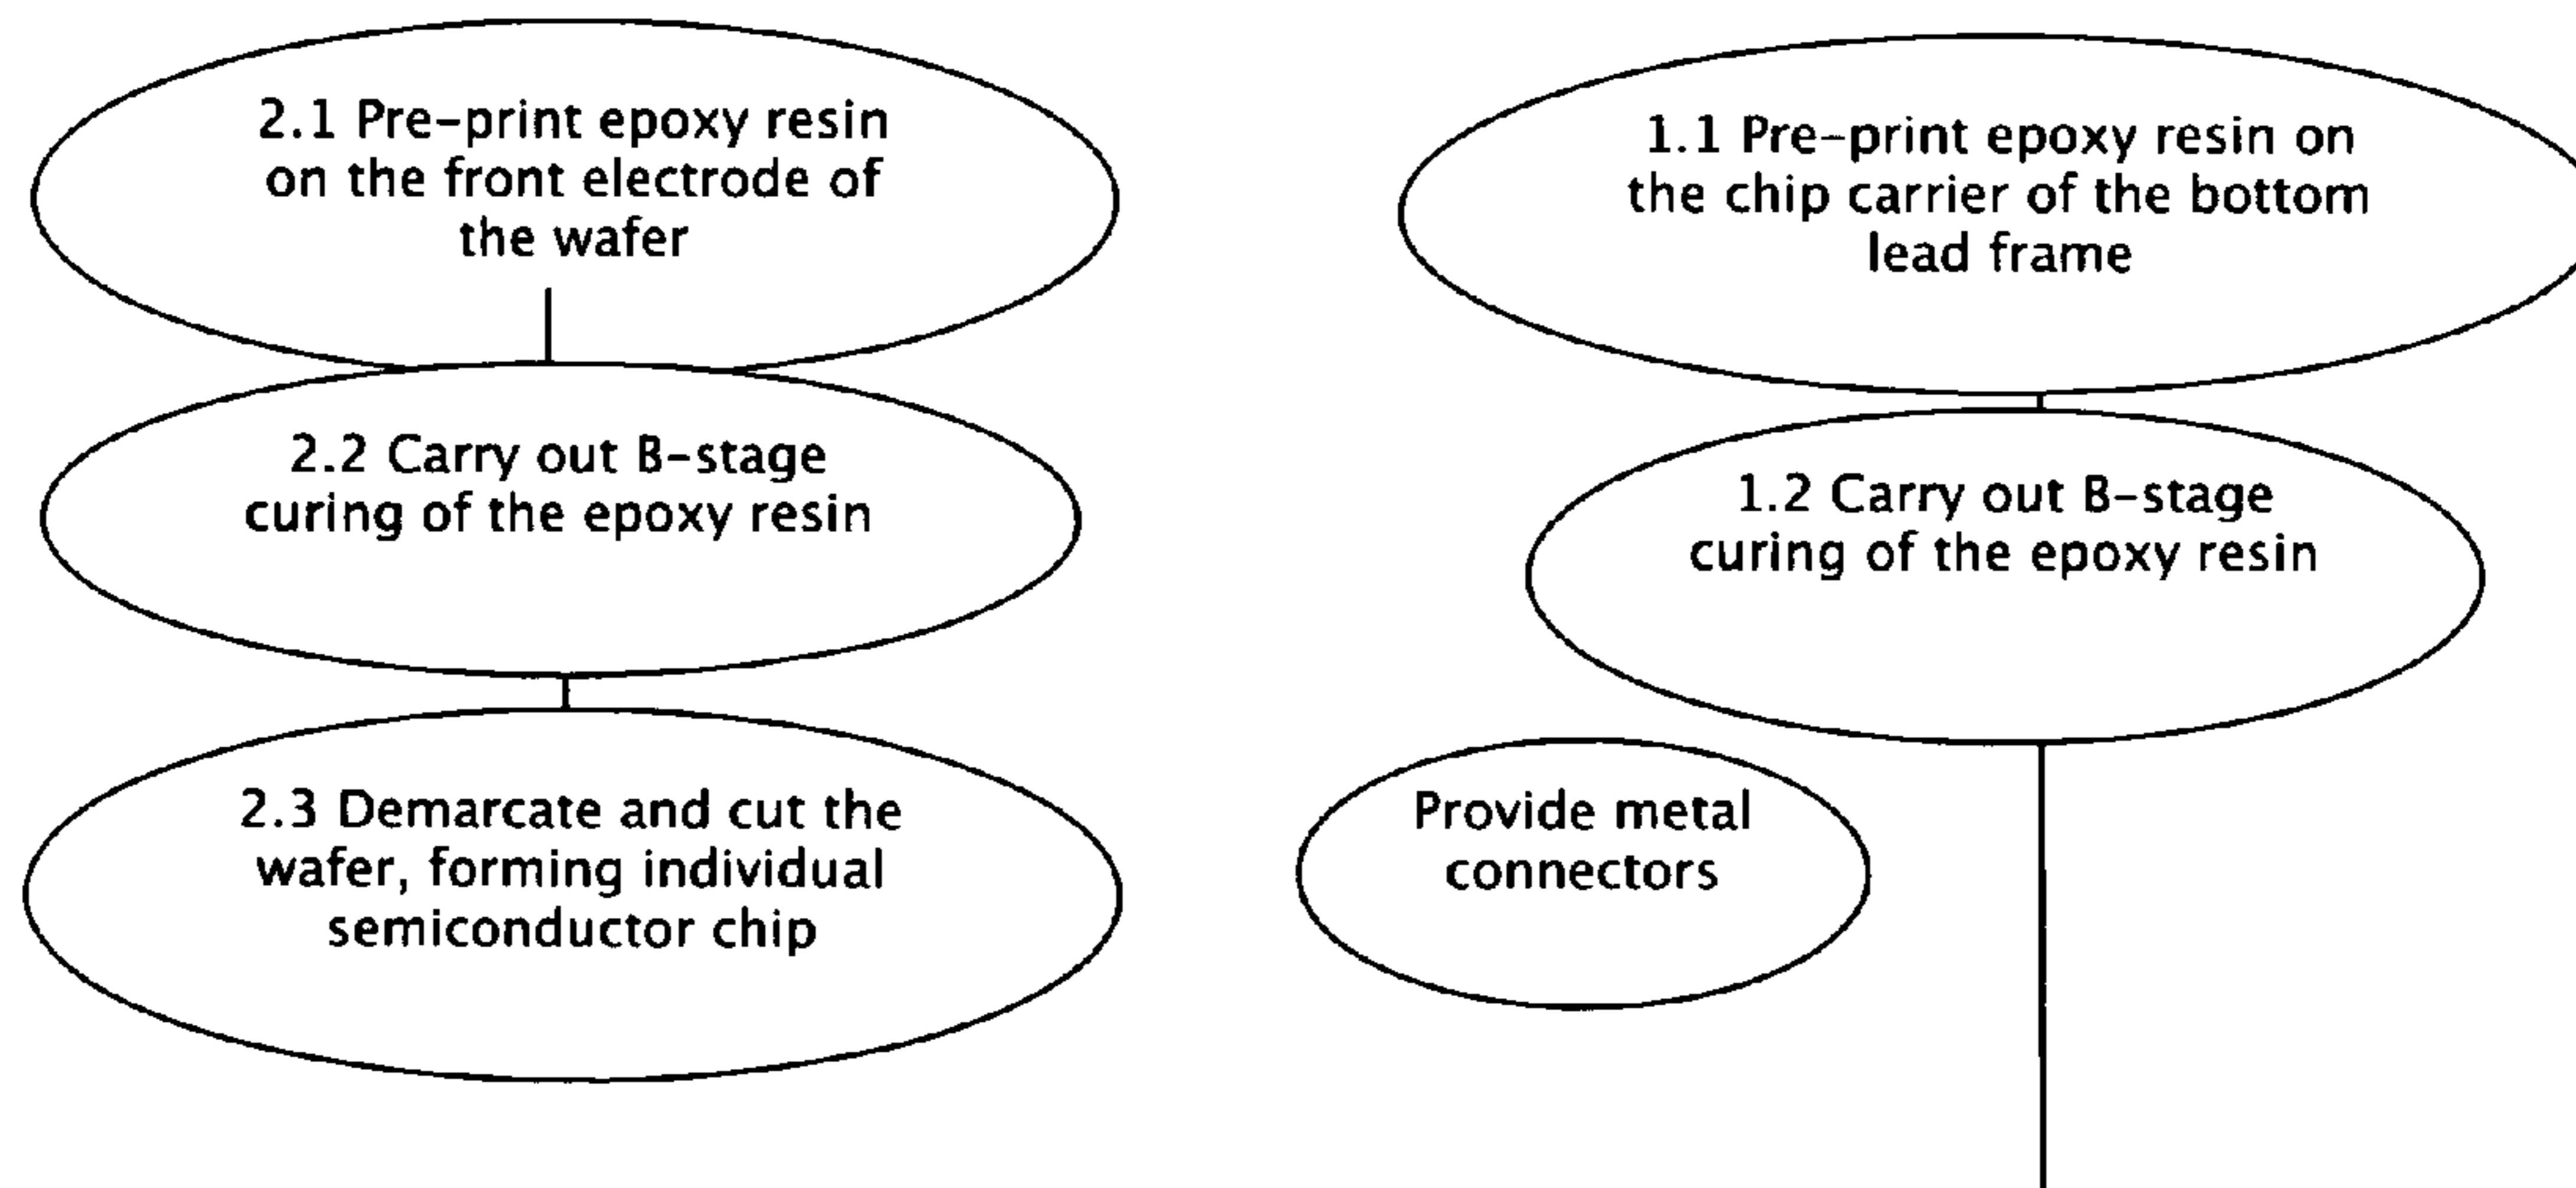 2.1 Pre-print epoxy resin
on the front electrode of
the wafer
2.2 Carry out B-stage
curing of the epoxy resin
2.3 Demarcate and cut the
wafer, forming individual
semiconductor chip
1.1 Pre-print epoxy resin on
the chip carrier of the bottom
lead frame
1.2 Carry out B-stage
curing of the epoxy resin
Provide metal
connectors